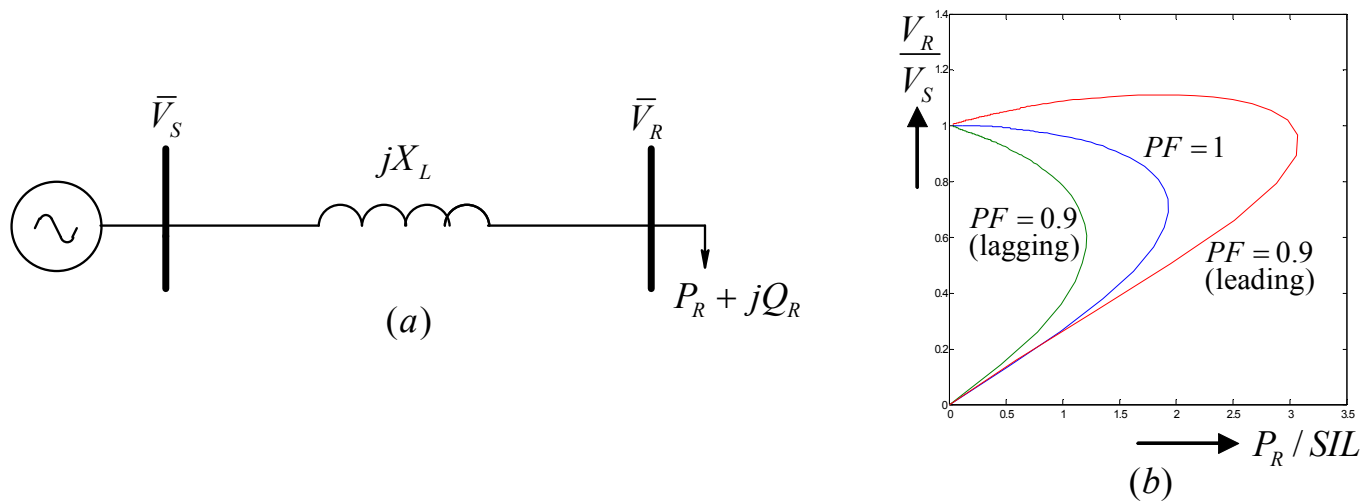 V̅_S
jX_L
V̅_R
P_R + jQ_R
(a)
V_R
V_S
1.4
1.2
1
0.8
0.6
0.4
0.2
0
PF = 1
PF = 0.9
(lagging)
PF = 0.9
(leading)
0 0.5 1 1.5 2 2.5 3 3.5
P_R / SIL
(b)